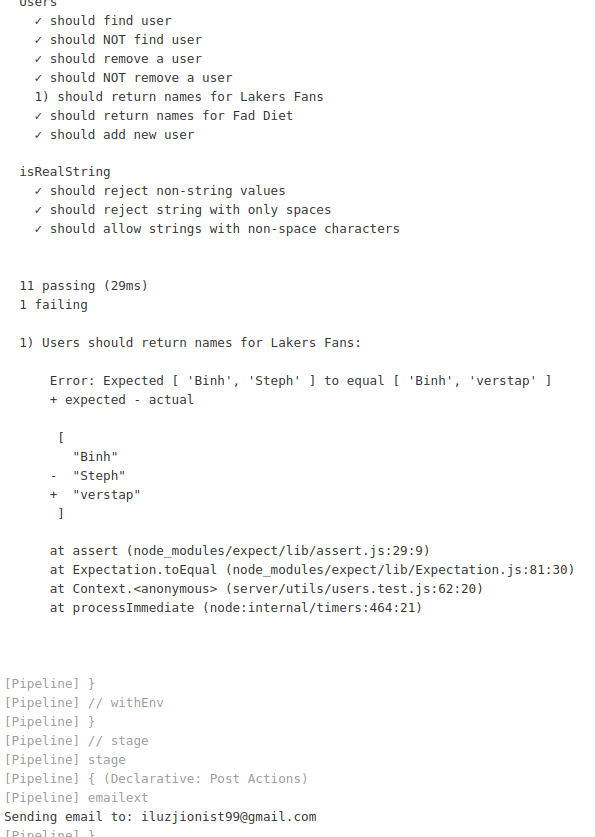 Users
✓ should find user
✓ should NOT find user
✓ should remove a user
✓ should NOT remove a user
1) should return names for Lakers Fans
✓ should return names for Fad Diet
✓ should add new user
isRealString
✓ should reject non-string values
✓ should reject string with only spaces
✓ should allow strings with non-space characters
11 passing (29ms)
1 failing
1) Users should return names for Lakers Fans:
Error: Expected [ 'Binh', 'Steph' ] to equal [ 'Binh', 'verstap' ]
+ expected - actual
[
"Binh"
- "Steph"
+ "verstap"
]
at assert (node_modules/expect/lib/assert.js:29:9)
at Expectation.toEqual (node_modules/expect/lib/Expectation.js:81:30)
at Context.<anonymous> (server/utils/users.test.js:62:20)
at processImmediate (node:internal/timers:464:21)
[Pipeline] }
[Pipeline] // withEnv
[Pipeline] }
[Pipeline] // stage
[Pipeline] stage
[Pipeline] { (Declarative: Post Actions)
[Pipeline] emailext
Sending email to: iluzjionist99@gmail.com
[Pipeline] }